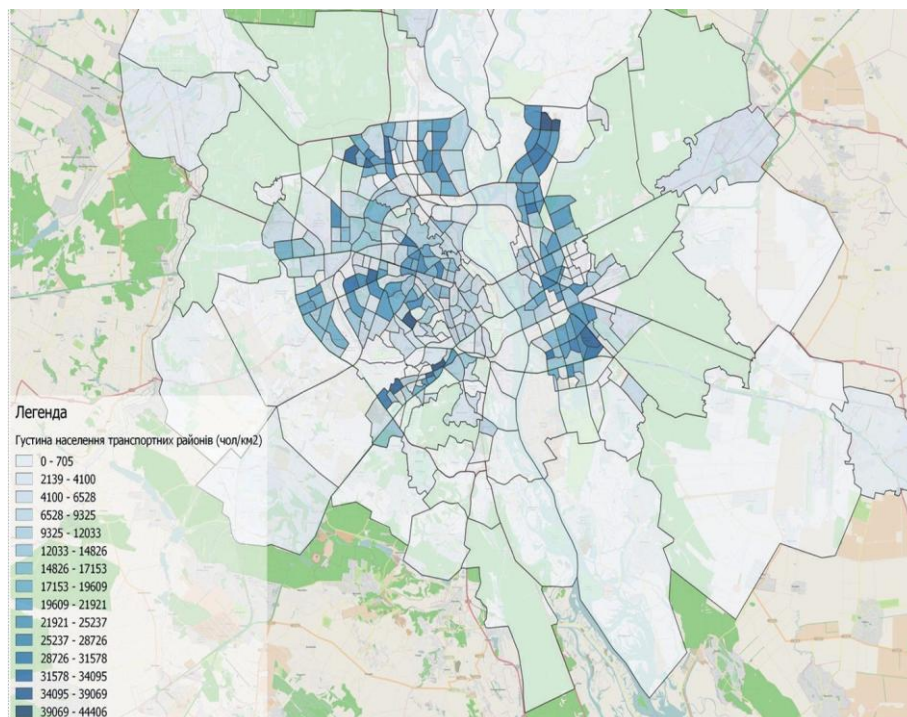 Легенда
Густина населення транспортних районів (чол/км2)
0 - 705
2139 - 4100
4100 - 6528
6528 - 9325
9325 - 12033
12033 - 14826
14826 - 17153
17153 - 19609
19609 - 21921
21921 - 25237
25237 - 28726
28726 - 31578
31578 - 34095
34095 - 39069
39069 - 44406